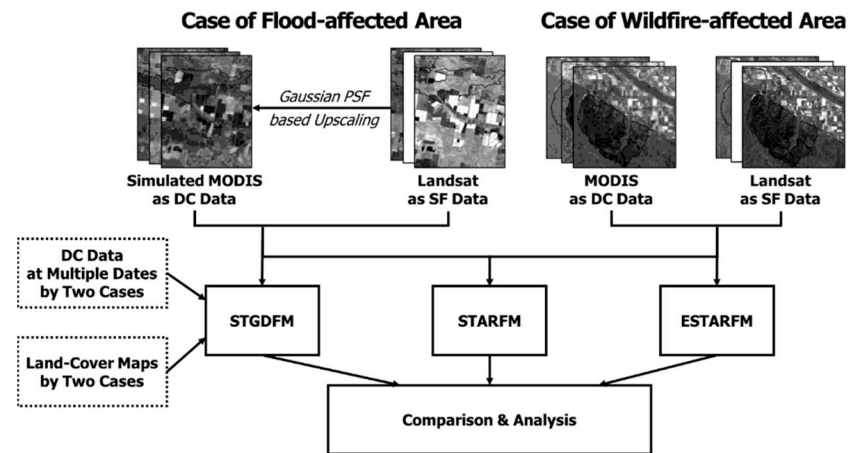 Case of Flood-affected Area
Case of Wildfire-affected Area
Gaussian PSF
based Upscaling
Simulated MODIS
as DC Data
Landsat
as SF Data
MODIS
as DC Data
Landsat
as SF Data
DC Data
at Multiple Dates
by Two Cases
STGDFM
STARFM
ESTARFM
Land-Cover Maps
by Two Cases
Comparison & Analysis